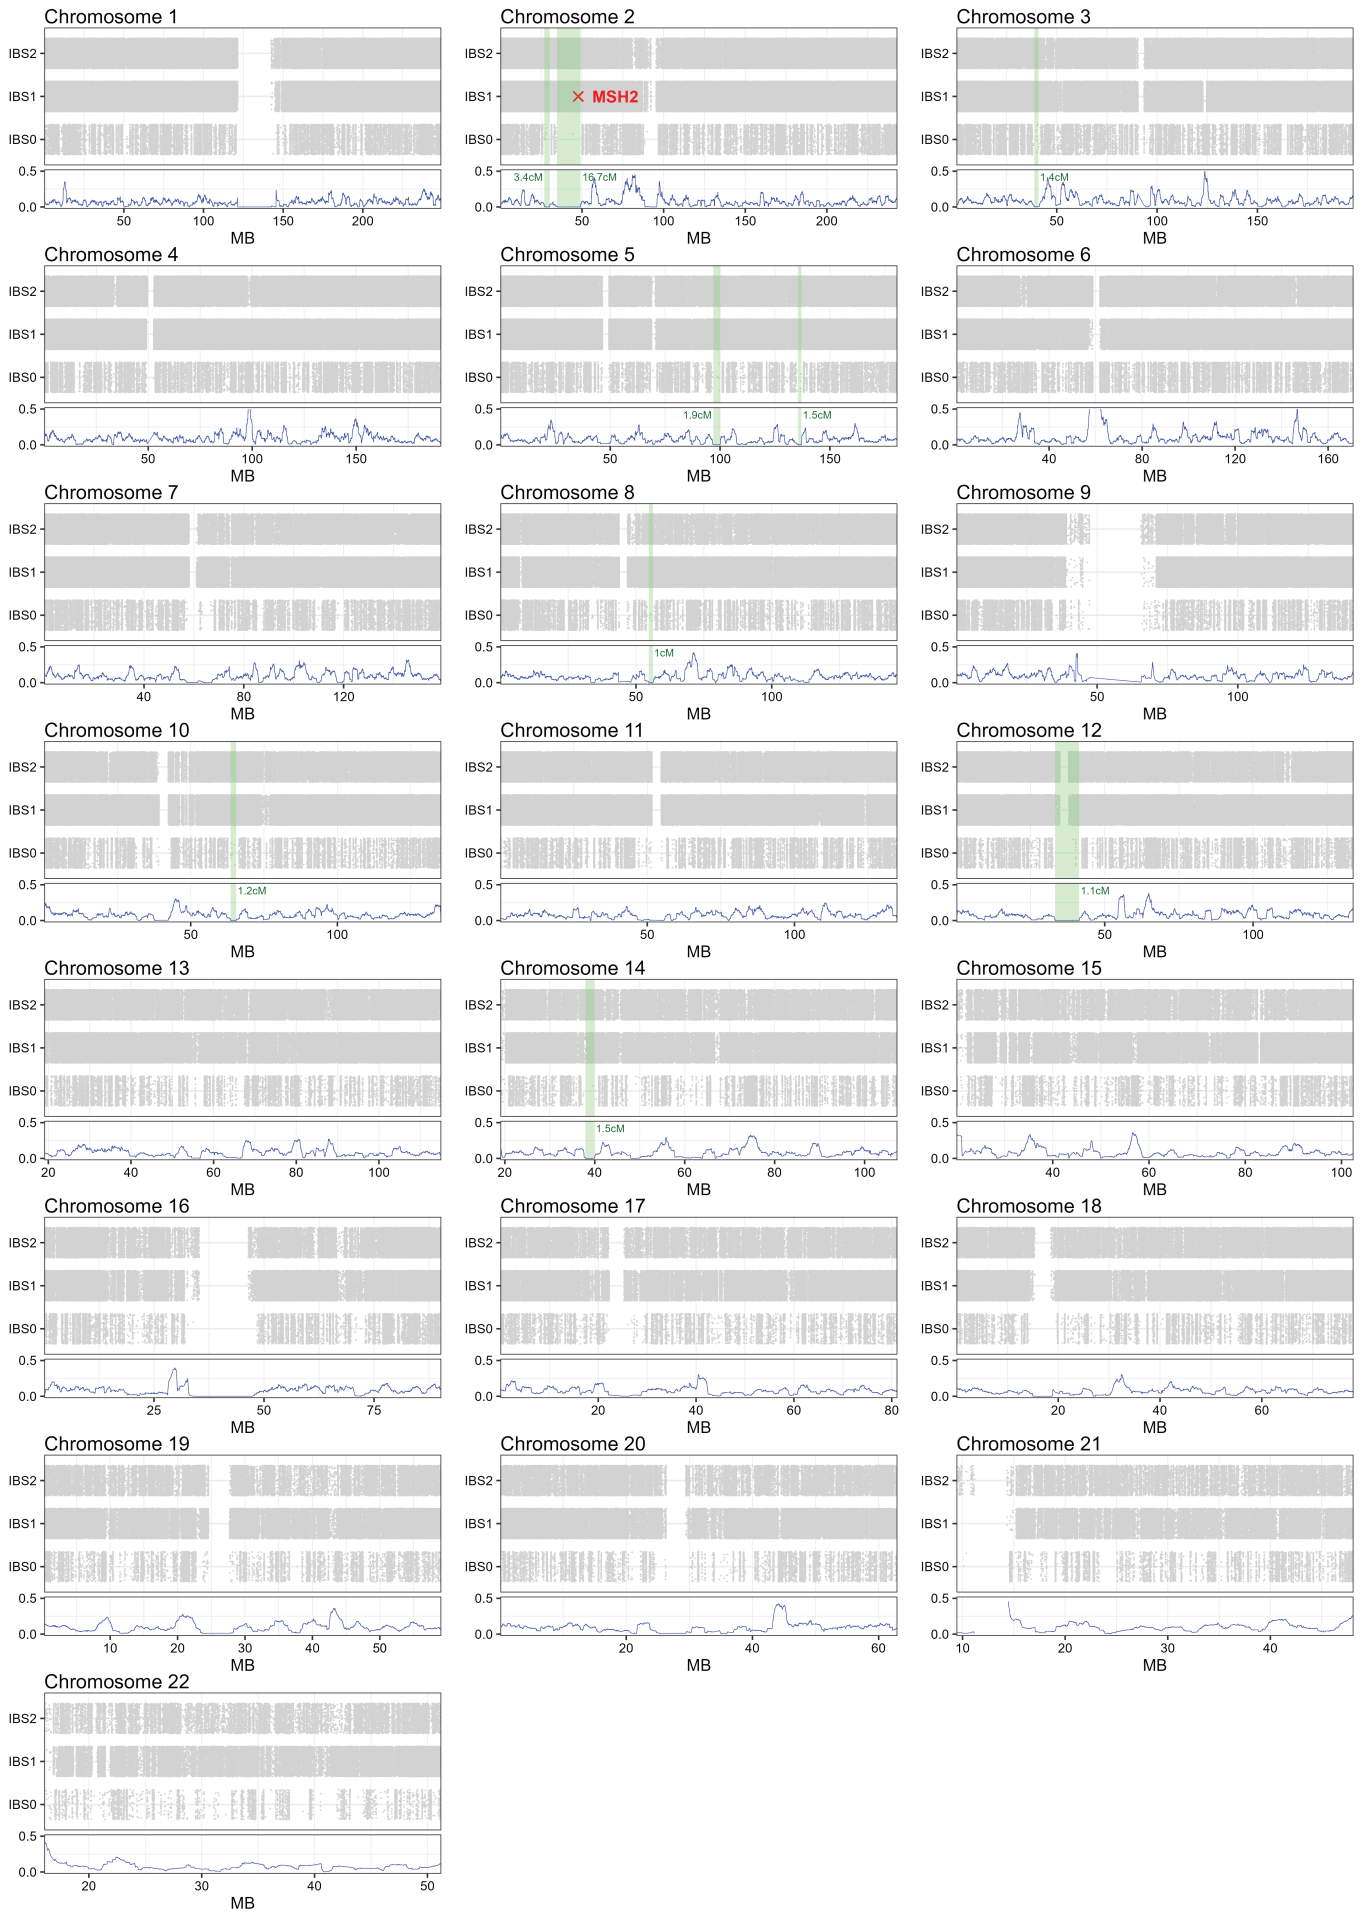 Chromosome 1
IBS2
IBS1
IBS0
0.5
0.0
50 100 150 200
MB
Chromosome 2
IBS2
IBS1
IBS0
MSH2
0.5
0.0
3.4cM 16.7cM
50 100 150 200
MB
Chromosome 3
IBS2
IBS1
IBS0
0.5
0.0
1.4cM
50 100 150
MB
Chromosome 4
IBS2
IBS1
IBS0
0.5
0.0
50 100 150
MB
Chromosome 5
IBS2
IBS1
IBS0
0.5
0.0
1.9cM 1.5cM
50 100 150
MB
Chromosome 6
IBS2
IBS1
IBS0
0.5
0.0
40 80 120 160
MB
Chromosome 7
IBS2
IBS1
IBS0
0.5
0.0
40 80 120
MB
Chromosome 8
IBS2
IBS1
IBS0
0.5
0.0
1cM
50 100
MB
Chromosome 9
IBS2
IBS1
IBS0
0.5
0.0
50 100
MB
Chromosome 10
IBS2
IBS1
IBS0
0.5
0.0
1.2cM
50 100
MB
Chromosome 11
IBS2
IBS1
IBS0
0.5
0.0
50 100
MB
Chromosome 12
IBS2
IBS1
IBS0
0.5
0.0
1.1cM
50 100
MB
Chromosome 13
IBS2
IBS1
IBS0
0.5
0.0
20 40 60 80 100
MB
Chromosome 14
IBS2
IBS1
IBS0
0.5
0.0
1.5cM
20 40 60 80 100
MB
Chromosome 15
IBS2
IBS1
IBS0
0.5
0.0
40 60 80 100
MB
Chromosome 16
IBS2
IBS1
IBS0
0.5
0.0
25 50 75
MB
Chromosome 17
IBS2
IBS1
IBS0
0.5
0.0
20 40 60 80
MB
Chromosome 18
IBS2
IBS1
IBS0
0.5
0.0
20 40 60
MB
Chromosome 19
IBS2
IBS1
IBS0
0.5
0.0
10 20 30 40 50
MB
Chromosome 20
IBS2
IBS1
IBS0
0.5
0.0
20 40 60
MB
Chromosome 21
IBS2
IBS1
IBS0
0.5
0.0
10 20 30 40
MB
Chromosome 22
IBS2
IBS1
IBS0
0.5
0.0
20 30 40 50
MB